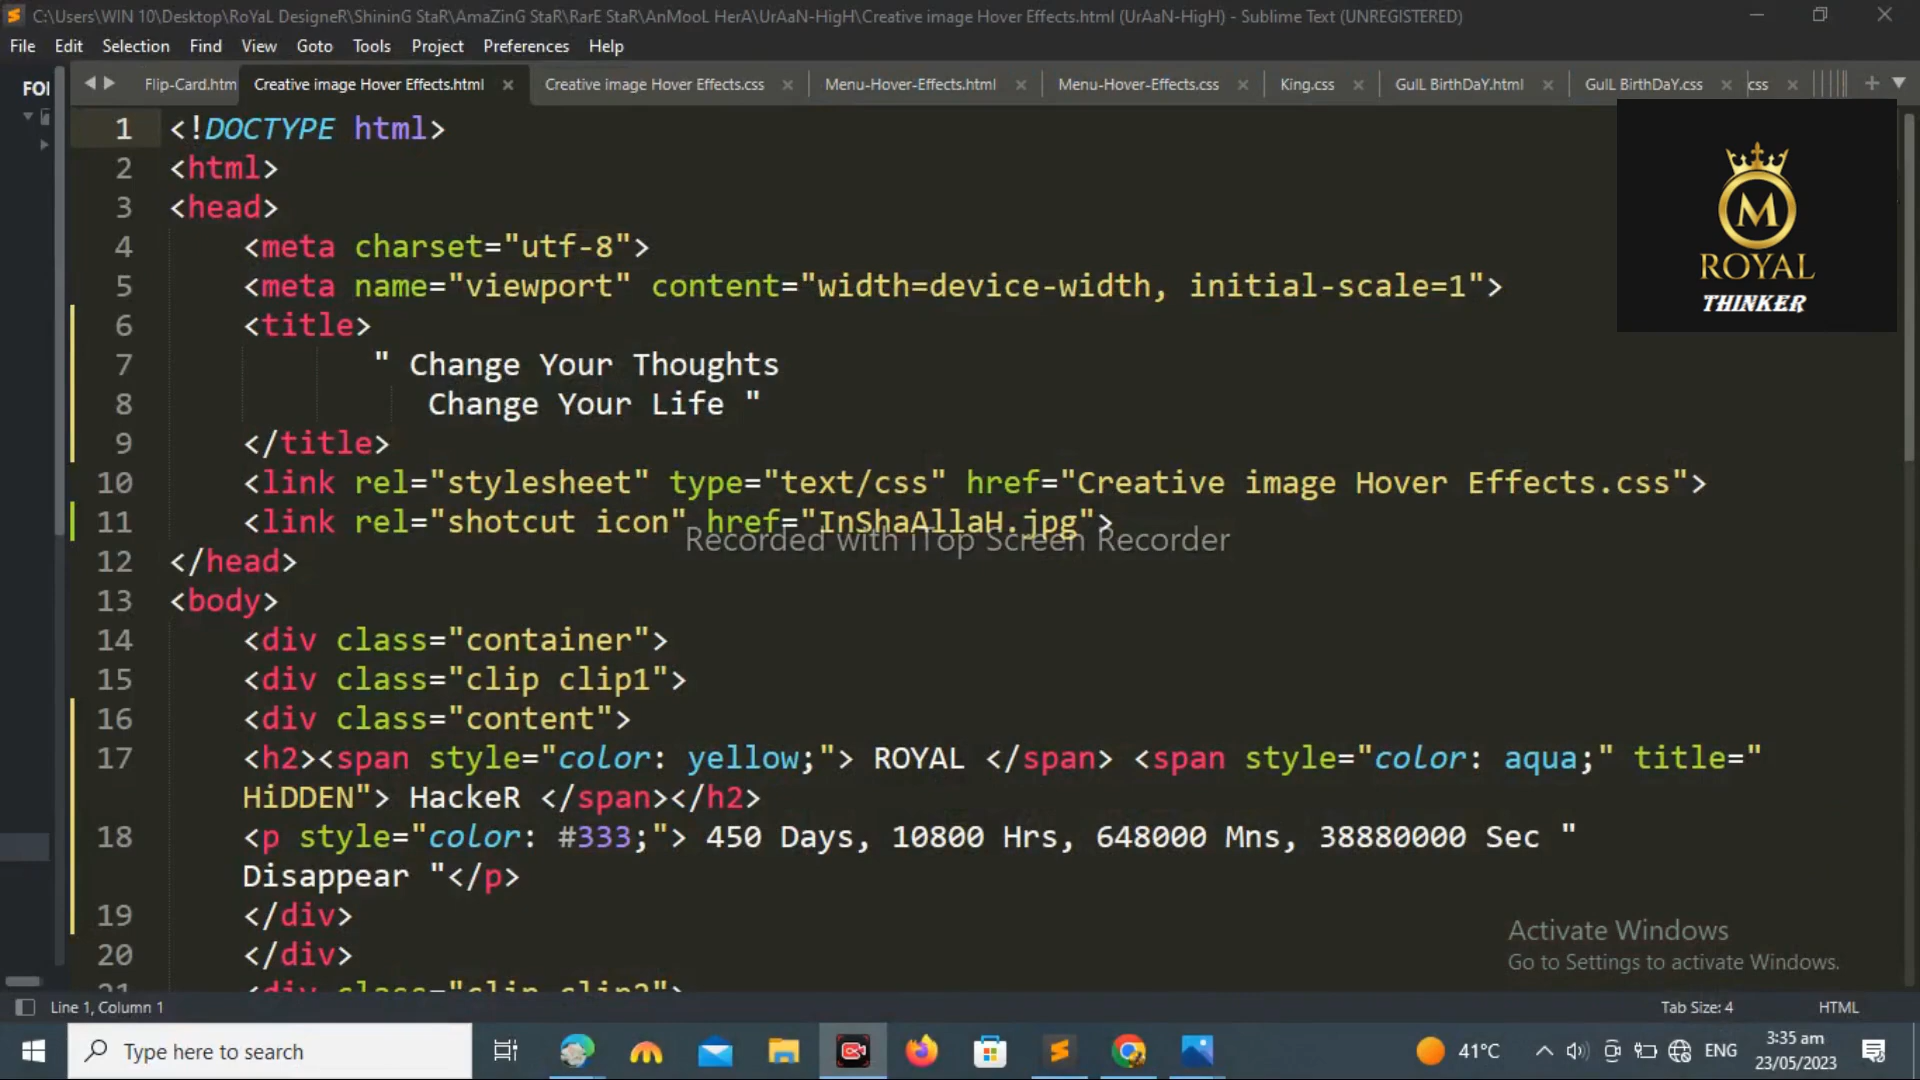 C:\Users\WIN 10\Desktop\RoYaL DesigneR\ShininG StaR\AmaZinG StaR\RarE StaR\AnMooL HerA\UrAaN-HigH\Creative image Hover Effects.html (UrAaN-HigH) - Sublime Text (UNREGISTERED)
File Edit Selection Find View Goto Tools Project Preferences Help
FOI
Flip-Card.htm Creative image Hover Effects.html Creative image Hover Effects.css Menu-Hover-Effects.html Menu-Hover-Effects.css King.css GulL BirthDaY.html GulL BirthDaY.css css
1 <!DOCTYPE html>
2 <html>
3 <head>
4 <meta charset="utf-8">
5 <meta name="viewport" content="width=device-width, initial-scale=1">
6 <title>
7 " Change Your Thoughts
8 Change Your Life "
9 </title>
10 <link rel="stylesheet" type="text/css" href="Creative image Hover Effects.css">
11 <link rel="shotcut icon" href="InShaAllaH.jpg">
Recorded with iTop Screen Recorder
12 </head>
13 <body>
14 <div class="container">
15 <div class="clip clip1">
16 <div class="content">
17 <h2><span style="color: yellow;"> ROYAL </span> <span style="color: aqua;" title="
HiDDEN"> HackeR </span></h2>
18 <p style="color: #333;"> 450 Days, 10800 Hrs, 648000 Mns, 38880000 Sec "
Disappear "</p>
19 </div>
20 </div>
21 <div class="clip clip2">
M
ROYAL
THINKER
Activate Windows
Go to Settings to activate Windows.
Line 1, Column 1 Tab Size: 4 HTML
Type here to search 41°C ENG 3:35 am
23/05/2023